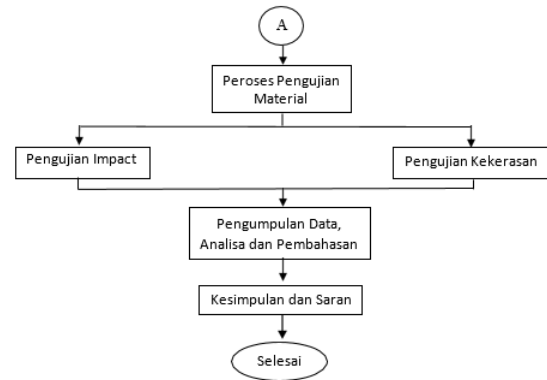 A
Peroses Pengujian
Material
Pengujian Impact
Pengujian Kekerasan
Pengumpulan Data,
Analisa dan Pembahasan
Kesimpulan dan Saran
Selesai